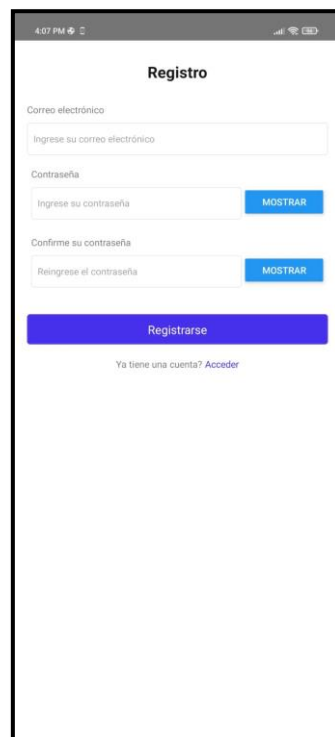 4:07 PM
Registro
Correo electrónico
Ingrese su correo electrónico
Contraseña
Ingrese su contraseña
MOSTRAR
Confirme su contraseña
Reingrese el contraseña
MOSTRAR
Registrarse
Ya tiene una cuenta? Acceder